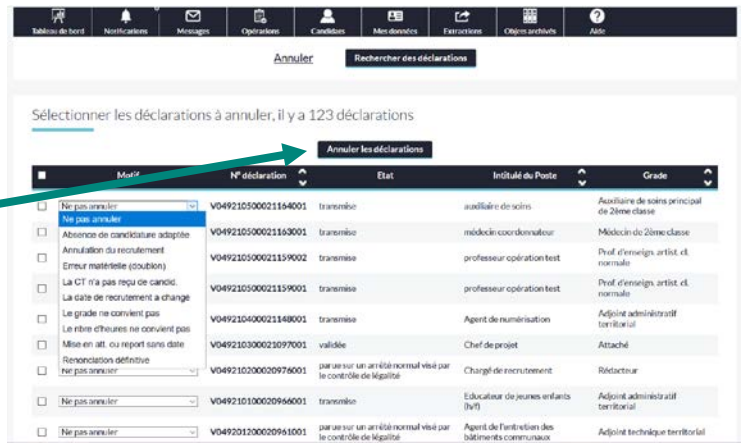 Tableau de bord Notifications Messages Opérations Candidats Mes données Extractions Objets archivés Aide
Annuler Rechercher des déclarations
Sélectionner les déclarations à annuler, il y a 123 déclarations
Annuler les déclarations
Motif N° déclaration Etat Intitulé du Poste Grade
Ne pas annuler V049210500021164001 transmise auxiliaire de soins Auxiliaire de soins principal
de 2ème classe
Ne pas annuler
Absence de candidature adaptée V049210500021163001 transmise médecin coordonnateur Médecin de 2ème classe
Annulation du recrutement
Erreur matérielle (doublon) V049210500021159002 transmise professeur opération test Prof. d'enseign. artist. cl.
normale
La CT n'a pas reçu de candid. V049210500021159001 transmise professeur opération test Prof. d'enseign. artist. cl.
normale
La date de recrutement a changé
Le grade ne convient pas V049210400021148001 transmise Agent de numérisation Adjoint administratif
territorial
Le nbre d'heures ne convient pas
Mise en att. ou report sans date V049210300021097001 validée Chef de projet Attaché
Renonciation définitive
Ne pas annuler V049210200020976001 parue sur un arrêté normal visé par
le contrôle de légalité Chargé de recrutement Rédacteur
Ne pas annuler V049210100020966001 transmise Educateur de jeunes enfants
(h/f) Adjoint administratif
territorial
Ne pas annuler V049201200020961001 parue sur un arrêté normal visé par
le contrôle de légalité Agent de l'entretien des
bâtiments communaux Adjoint technique territorial